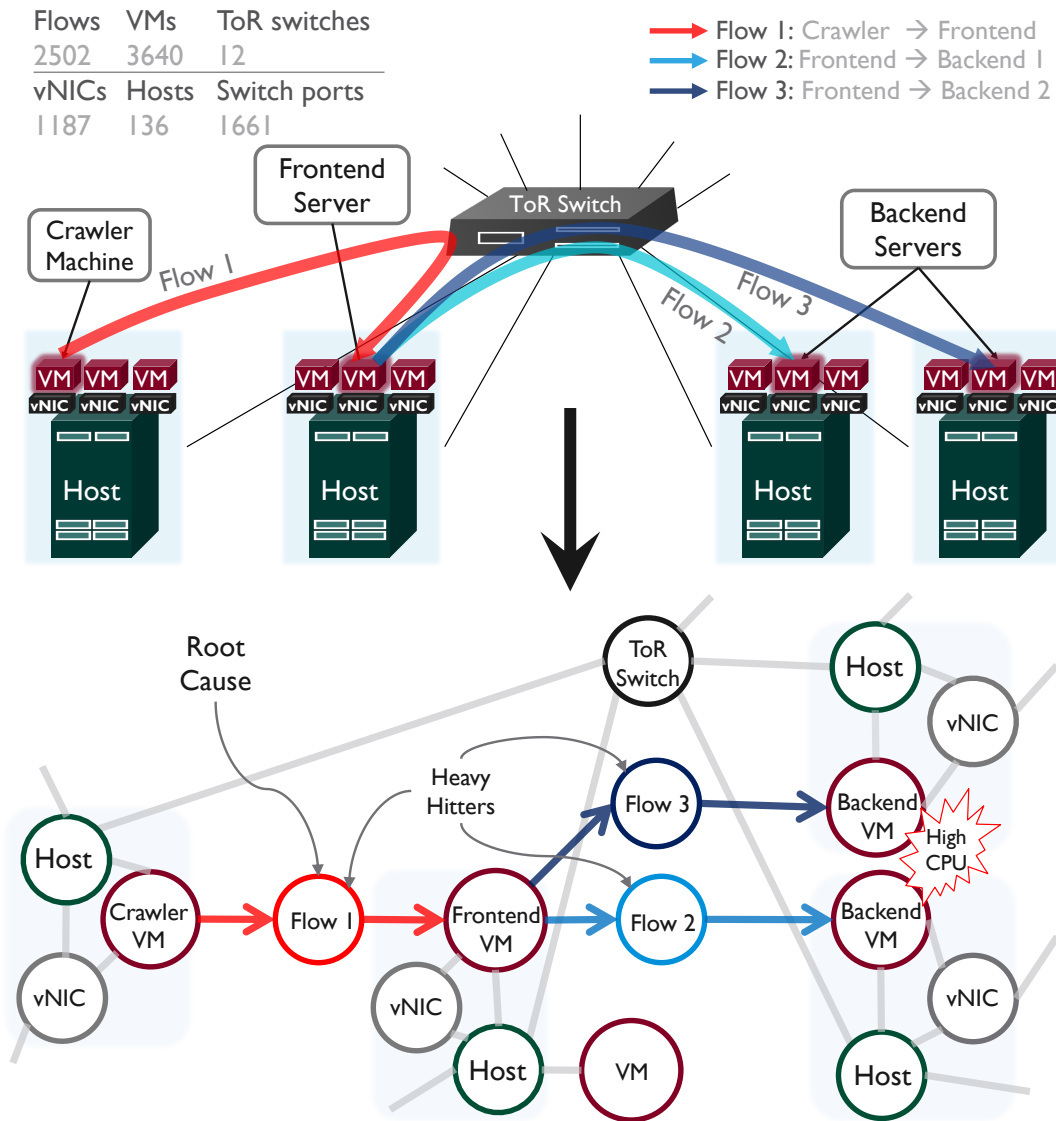 Flows VMs ToR switches
2502 3640 12
vNICs Hosts Switch ports
1187 136 1661
Flow 1: Crawler → Frontend
Flow 2: Frontend → Backend 1
Flow 3: Frontend → Backend 2
Frontend
Server
ToR Switch
Crawler
Machine
Backend
Servers
Flow 1
Flow 2
Flow 3
VM VM VM
vNIC vNIC vNIC
Host
VM VM VM
vNIC vNIC vNIC
Host
VM VM VM
vNIC vNIC vNIC
Host
VM VM VM
vNIC vNIC vNIC
Host
Root
Cause
ToR
Switch
Host
vNIC
Heavy
Hitters
Flow 3
Backend
VM
High
CPU
Host
Crawler
VM
Flow 1
Frontend
VM
Flow 2
Backend
VM
vNIC
vNIC
vNIC
Host
VM
Host